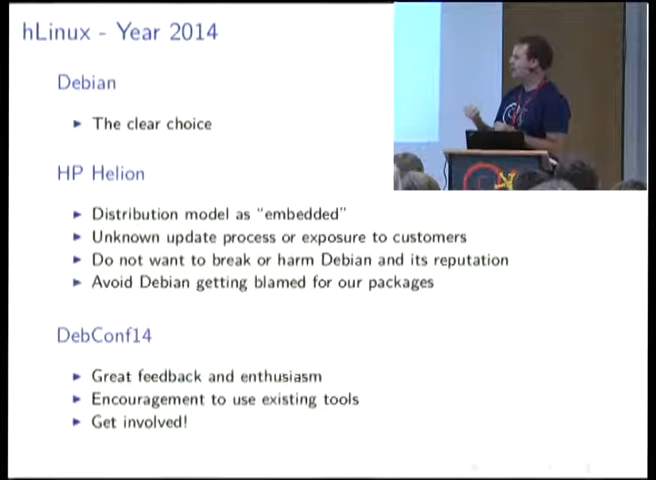 hLinux - Year 2014
Debian
The clear choice
HP Helion
Distribution model as "embedded"
Unknown update process or exposure to customers
Do not want to break or harm Debian and its reputation
Avoid Debian getting blamed for our packages
DebConf14
Great feedback and enthusiasm
Encouragement to use existing tools
Get involved!